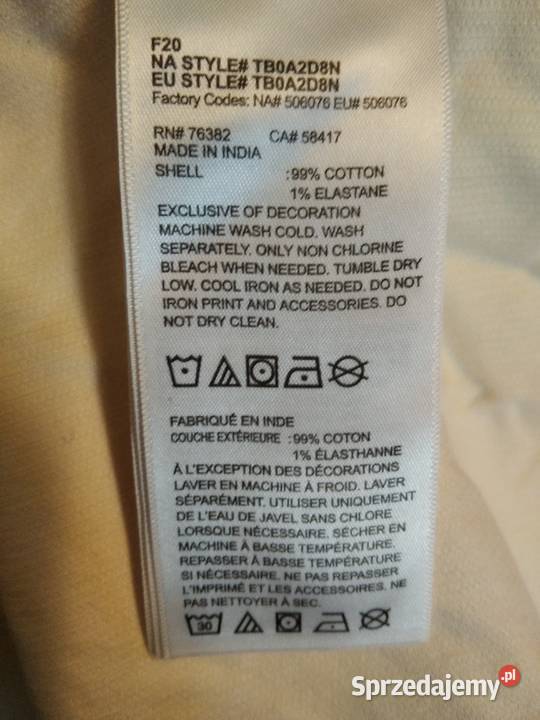 F20
NA STYLE# TB0A2D8N
EU STYLE# TB0A2D8N
Factory Codes: NA# 506076 EU# 506076
RN# 76382 CA# 58417
MADE IN INDIA
SHELL :99% COTTON
1% ELASTANE
EXCLUSIVE OF DECORATION
MACHINE WASH COLD. WASH
SEPARATELY. ONLY NON CHLORINE
BLEACH WHEN NEEDED. TUMBLE DRY
LOW. COOL IRON AS NEEDED. DO NOT
IRON PRINT AND ACCESSORIES. DO
NOT DRY CLEAN.
FABRIQUÉ EN INDE
COUCHE EXTÉRIEURE :99% COTON
1% ÉLASTHANNE
À L'EXCEPTION DES DÉCORATIONS
LAVER EN MACHINE À FROID. LAVER
SÉPARÉMENT. UTILISER UNIQUEMENT
DE L'EAU DE JAVEL SANS CHLORE
LORSQUE NÉCESSAIRE. SÉCHER EN
MACHINE À BASSE TEMPÉRATURE.
REPASSER À BASSE TEMPÉRATURE
SI NÉCESSAIRE. NE PAS REPASSER
L'IMPRIMÉ ET LES ACCESSOIRES. NE
PAS NETTOYER À SEC.
30
Sprzedajemy.pl